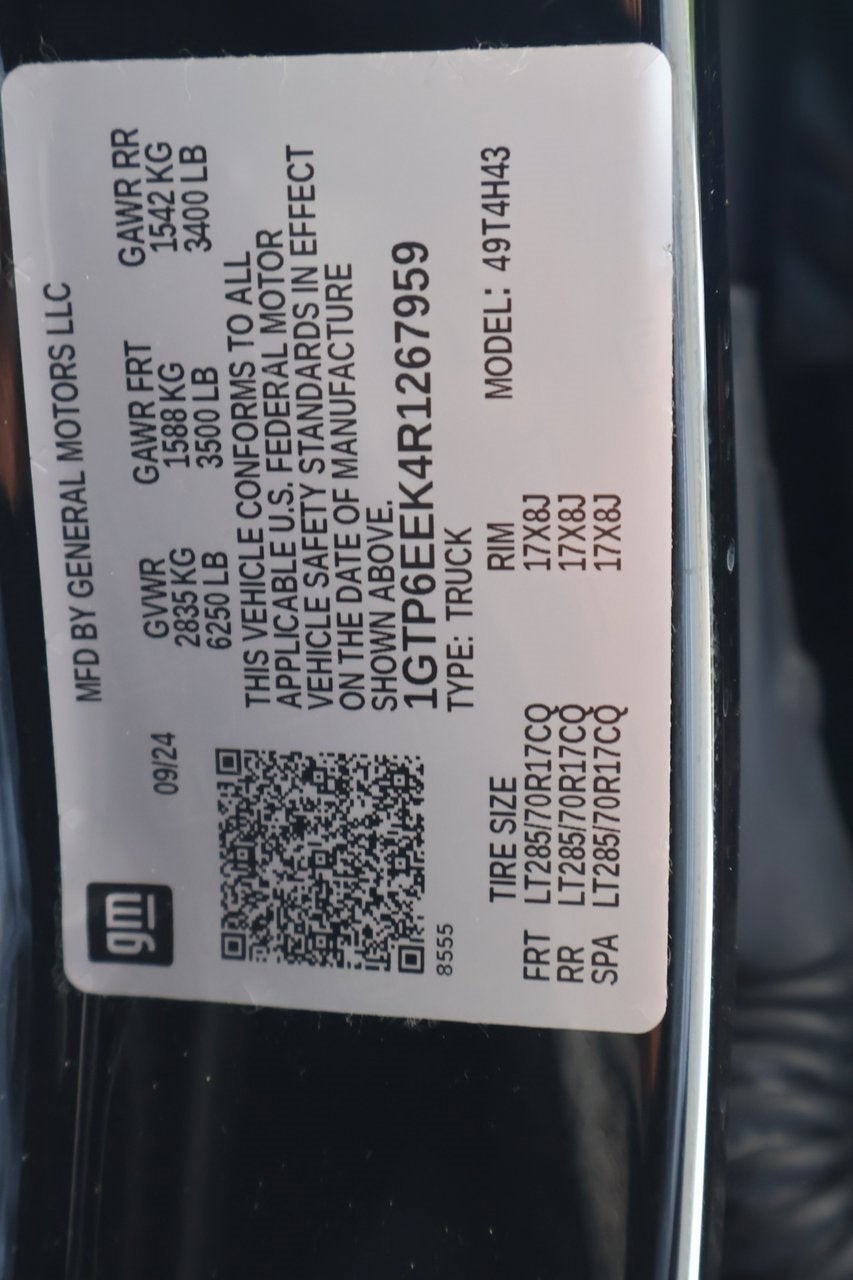 gm
MFD BY GENERAL MOTORS LLC
09/24
GVWR GAWR FRT GAWR RR
2835 KG 1588 KG 1542 KG
6250 LB 3500 LB 3400 LB
THIS VEHICLE CONFORMS TO ALL
APPLICABLE U.S. FEDERAL MOTOR
VEHICLE SAFETY STANDARDS IN EFFECT
ON THE DATE OF MANUFACTURE
SHOWN ABOVE.
1GTP6EEK4R1267959
8555
TYPE: TRUCK
MODEL: 49T4H43
TIRE SIZE RIM
FRT LT285/70R17CQ 17X8J
RR LT285/70R17CQ 17X8J
SPA LT285/70R17CQ 17X8J